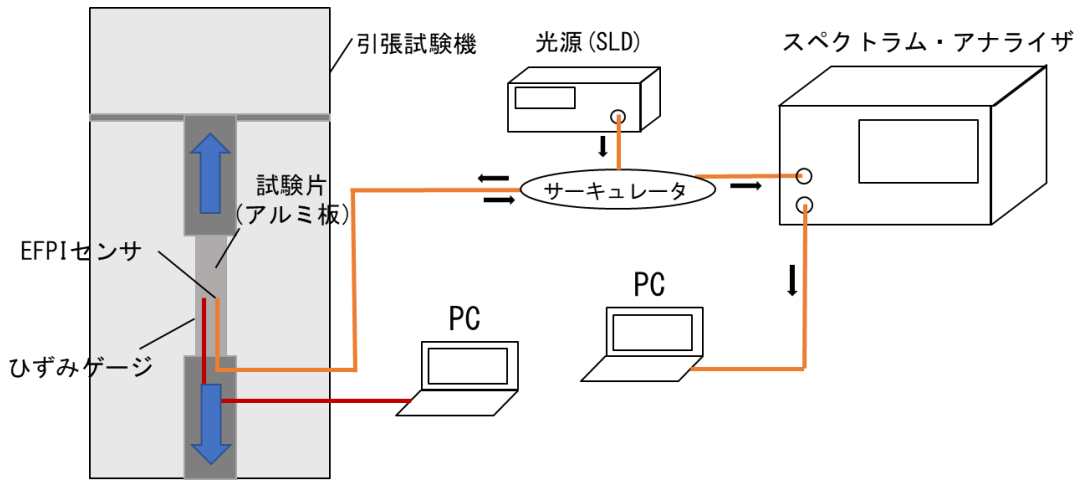 引張試験機
光源(SLD)
スペクトラム・アナライザ
試験片
(アルミ板)
サーキュレータ
EFPIセンサ
PC
PC
ひずみゲージ